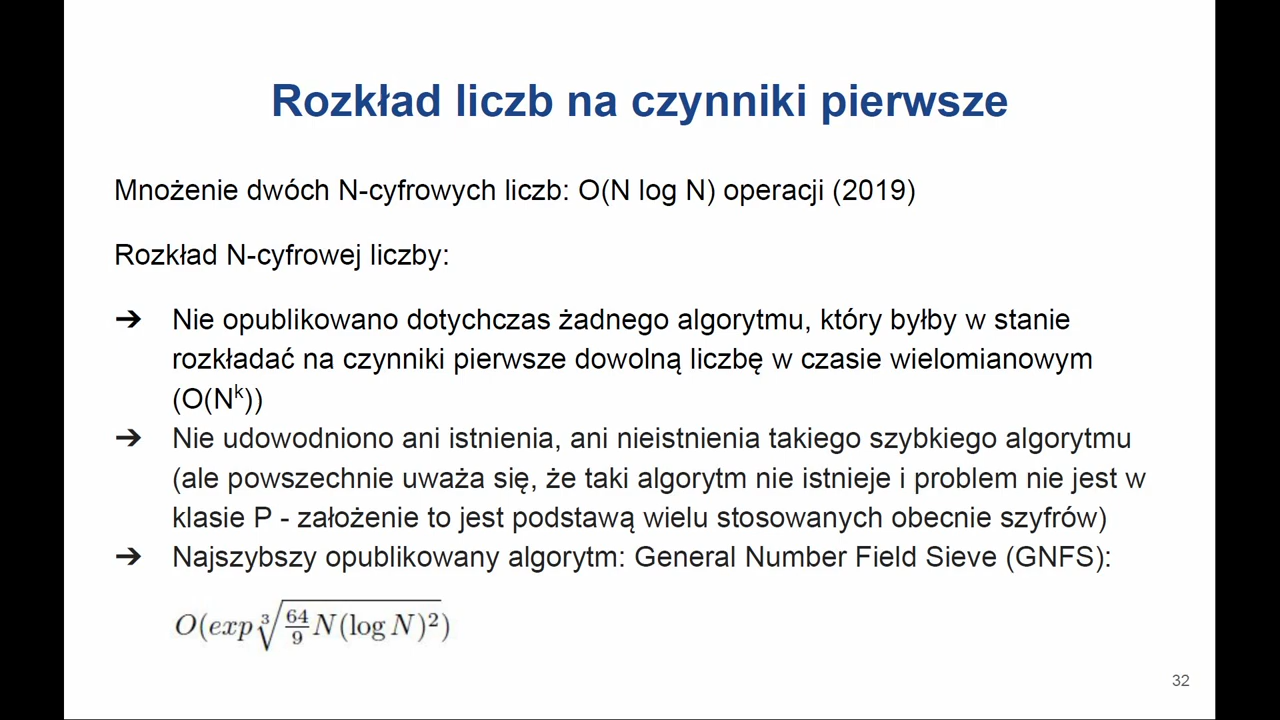 Rozkład liczb na czynniki pierwsze
Mnożenie dwóch N-cyfrowych liczb: O(N log N) operacji (2019)
Rozkład N-cyfrowej liczby:
➔ Nie opublikowano dotychczas żadnego algorytmu, który byłby w stanie
rozkładać na czynniki pierwsze dowolną liczbę w czasie wielomianowym
(O(Nᵏ))
➔ Nie udowodniono ani istnienia, ani nieistnienia takiego szybkiego algorytmu
(ale powszechnie uważa się, że taki algorytm nie istnieje i problem nie jest w
klasie P - założenie to jest podstawą wielu stosowanych obecnie szyfrów)
➔ Najszybszy opublikowany algorytm: General Number Field Sieve (GNFS):
O(exp ∛(64/9 N(log N)²))
32